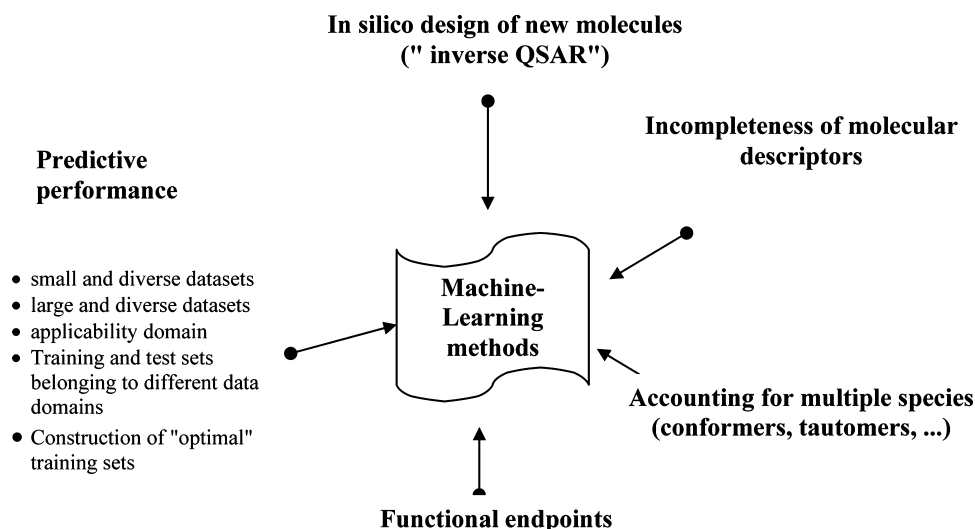 In silico design of new molecules
(" inverse QSAR")
Incompleteness of molecular
descriptors
Predictive
performance
• small and diverse datasets
• large and diverse datasets
• applicability domain
• Training and test sets
belonging to different data
domains
• Construction of "optimal"
training sets
Machine-
Learning
methods
Accounting for multiple species
(conformers, tautomers, ...)
Functional endpoints